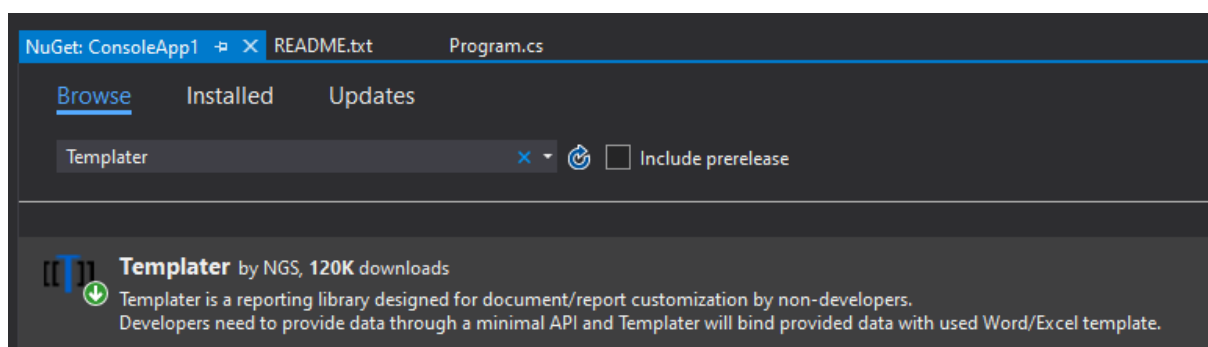 NuGet: ConsoleApp1 README.txt Program.cs
Browse Installed Updates
Templater Include prerelease
[[T]] Templater by NGS, 120K downloads
Templater is a reporting library designed for document/report customization by non-developers.
Developers need to provide data through a minimal API and Templater will bind provided data with used Word/Excel template.